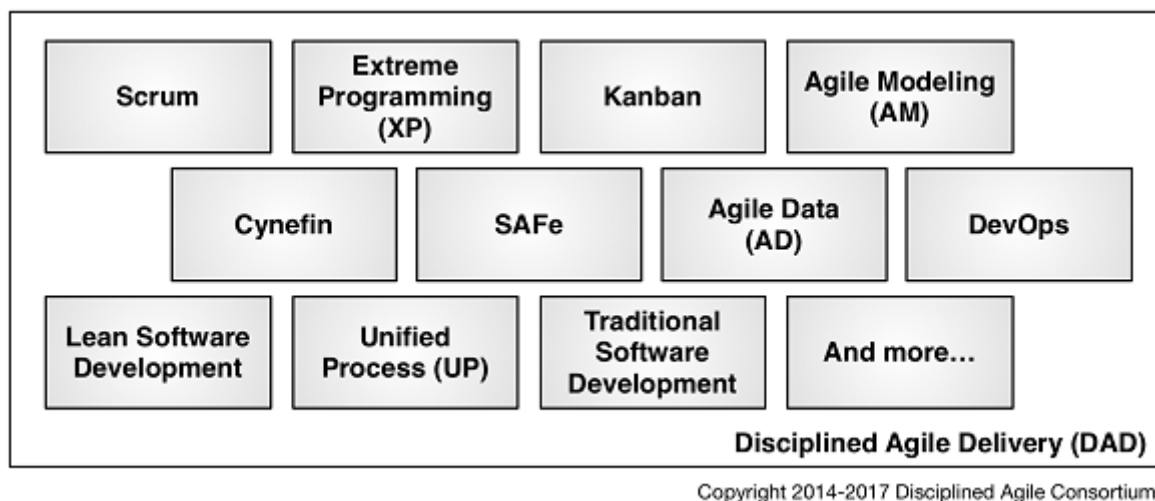 Scrum
Extreme
Programming
(XP)
Kanban
Agile Modeling
(AM)
Cynefin
SAFe
Agile Data
(AD)
DevOps
Lean Software
Development
Unified
Process (UP)
Traditional
Software
Development
And more…
Disciplined Agile Delivery (DAD)
Copyright 2014-2017 Disciplined Agile Consortium